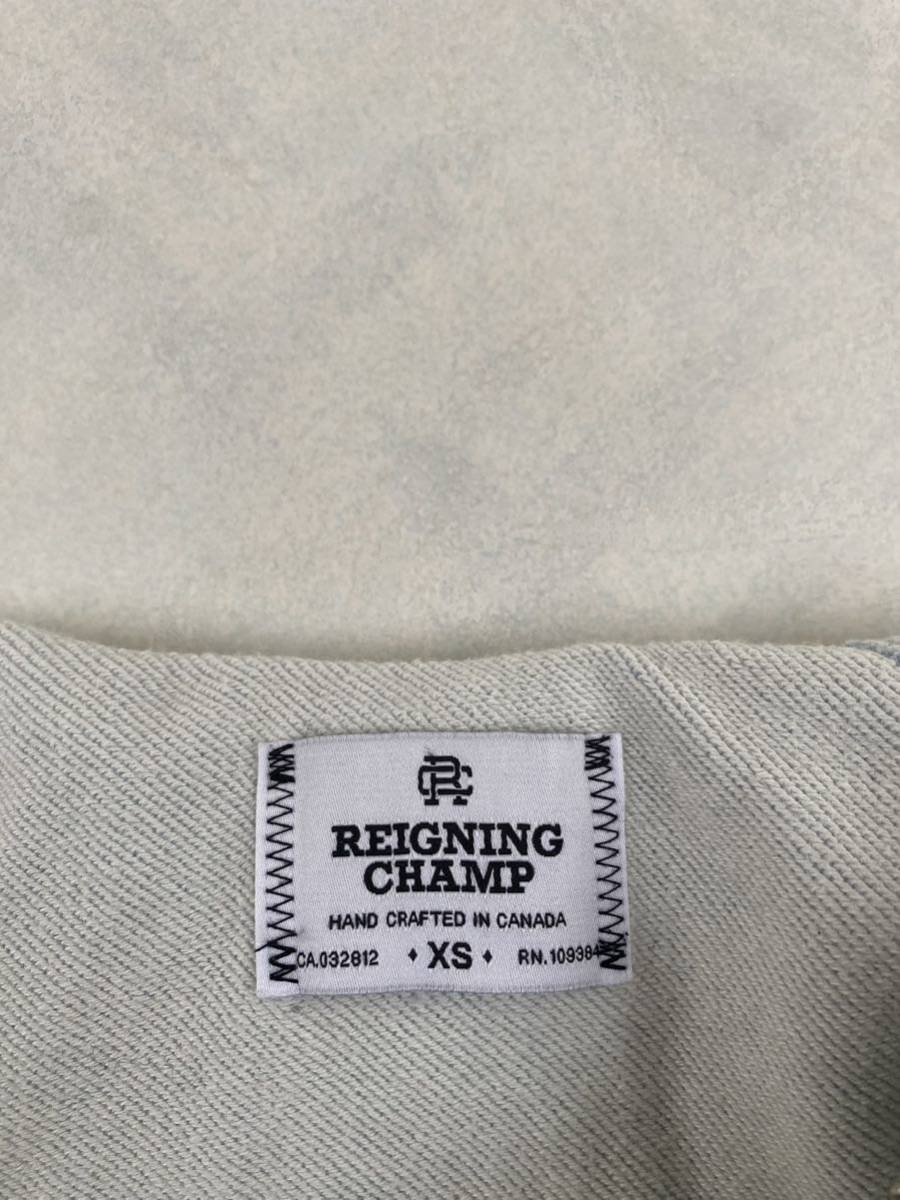 RC
REIGNING
CHAMP
HAND CRAFTED IN CANADA
CA.032812 ♦ XS ♦ RN.109384